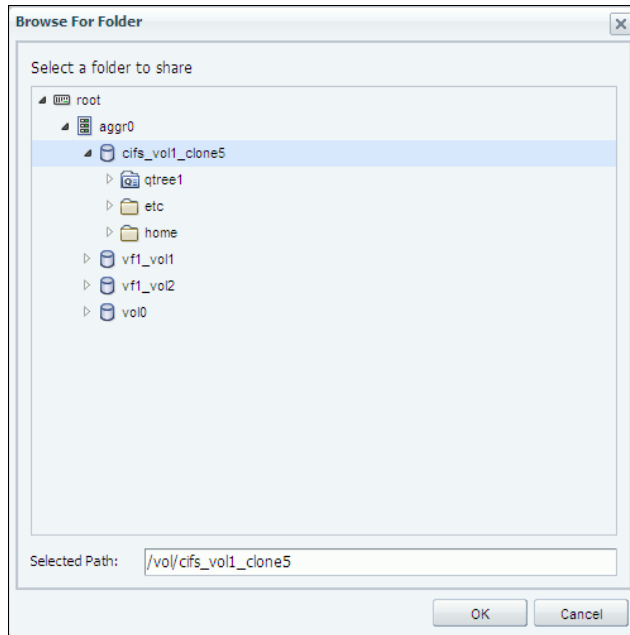 Browse For Folder
Select a folder to share
root
aggr0
cifs_vol1_clone5
qtree1
etc
home
vf1_vol1
vf1_vol2
vol0
Selected Path: /vol/cifs_vol1_clone5
OK Cancel